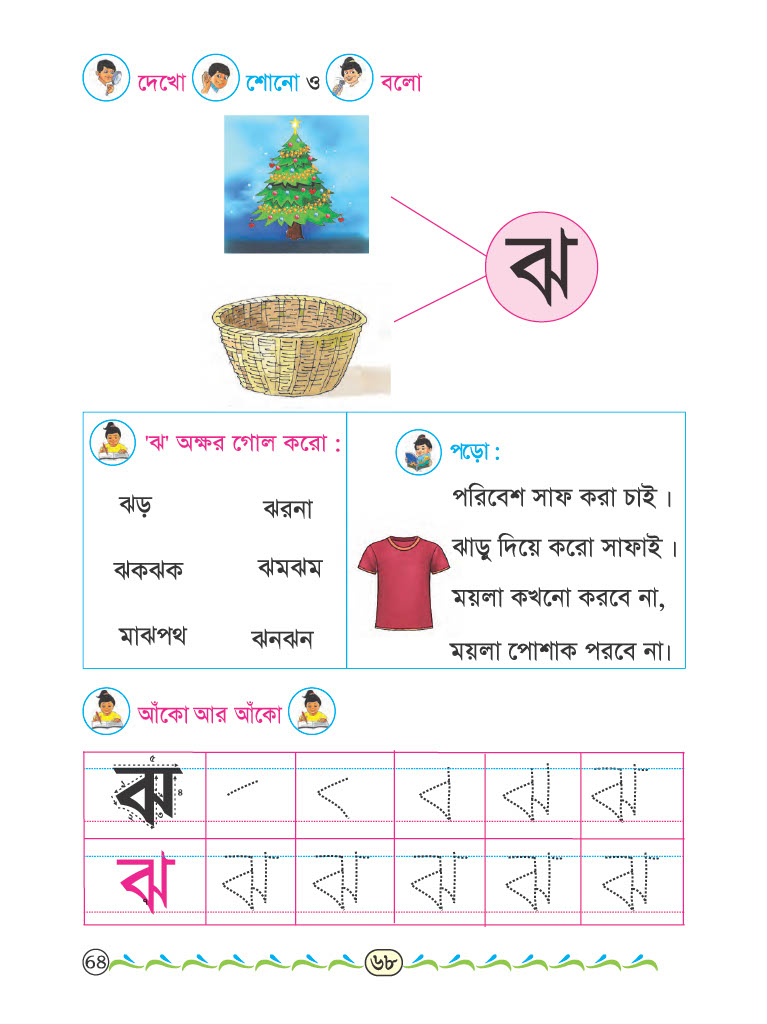 দেখো শোনো ও বলো
ঝ
'ঝ' অক্ষর গোল করো :
ঝড় ঝরনা
ঝকঝক ঝমঝম
মাঝপথ ঝনঝন
পড়ো :
পরিবেশ সাফ করা চাই ।
ঝাড়ু দিয়ে করো সাফাই ।
ময়লা কখনো করবে না,
ময়লা পোশাক পরবে না।
আঁকো আর আঁকো
ঝ ঝ ঝ
ঝ ঝ ঝ ঝ ঝ ঝ
68 ৬৮